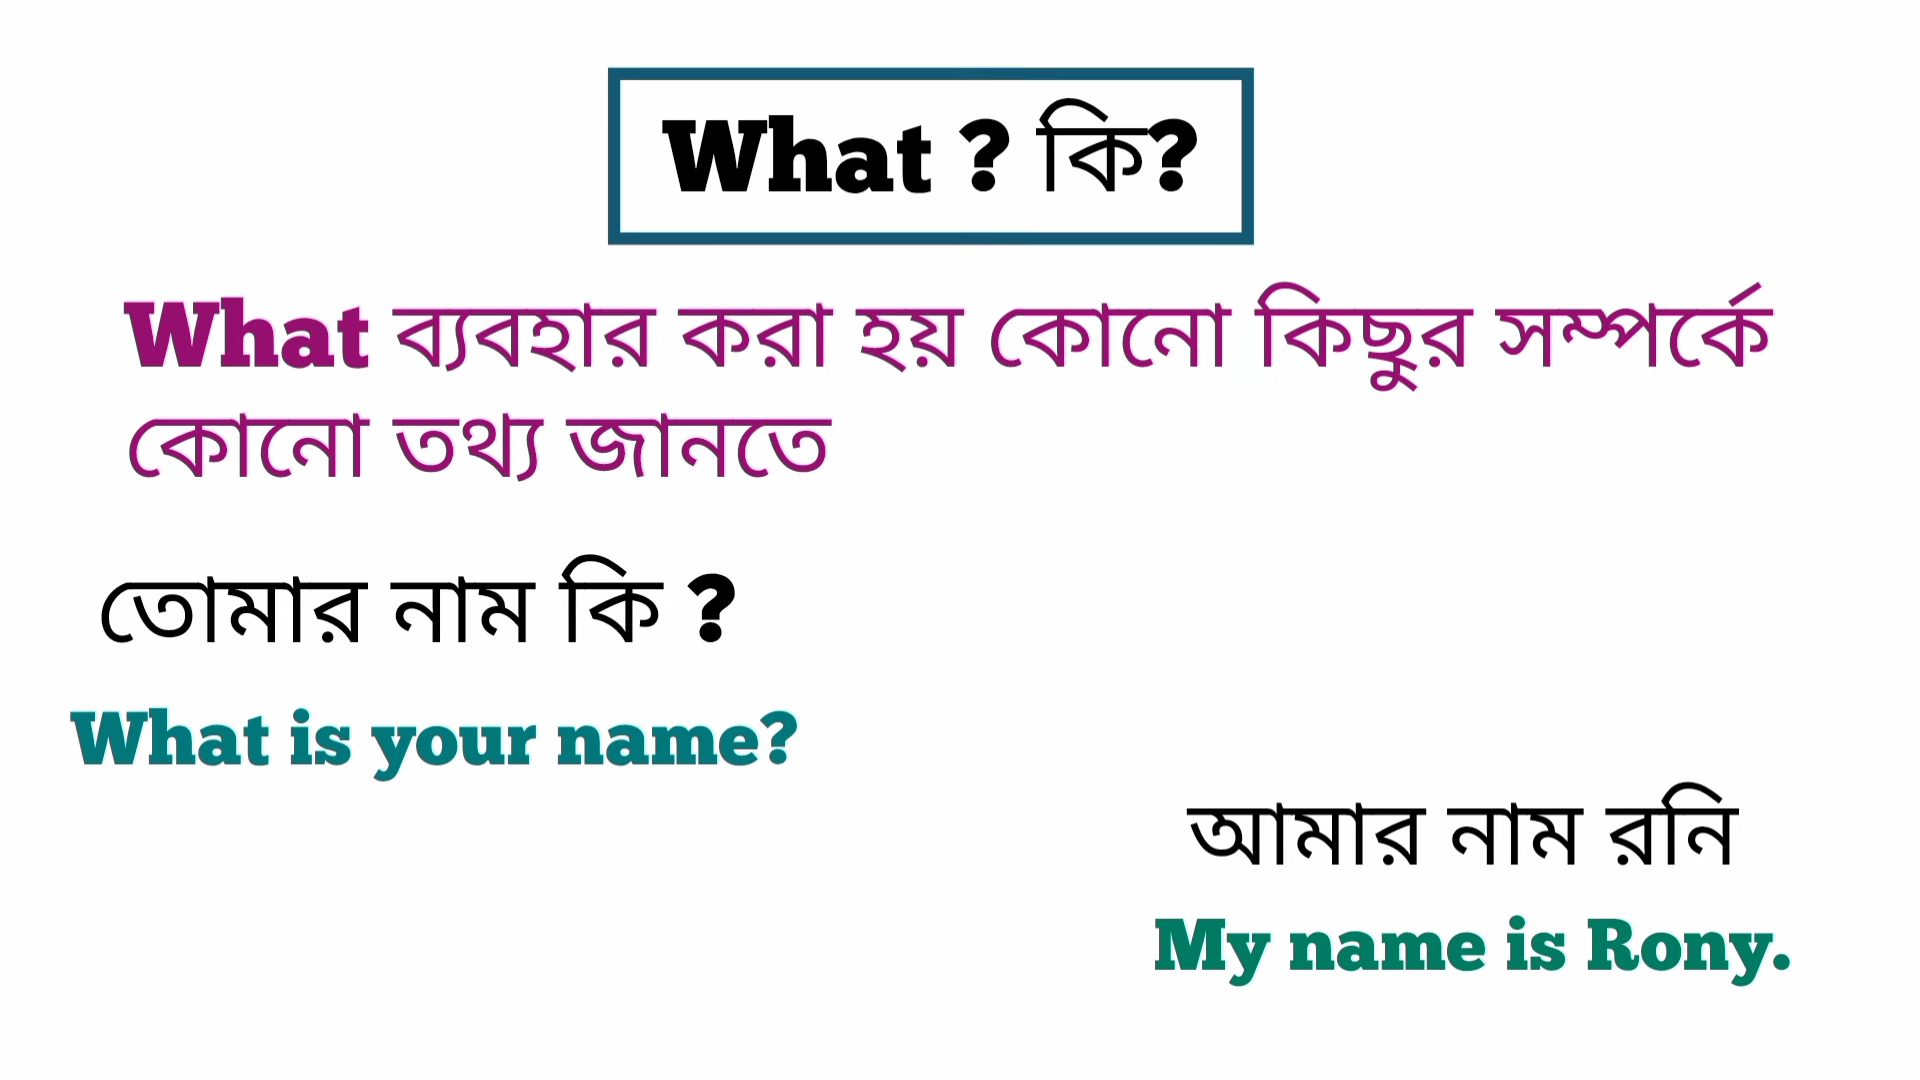 What ? কি?
What ব্যবহার করা হয় কোনো কিছুর সম্পর্কে
কোনো তথ্য জানতে
তোমার নাম কি ?
What is your name?
আমার নাম রনি
My name is Rony.